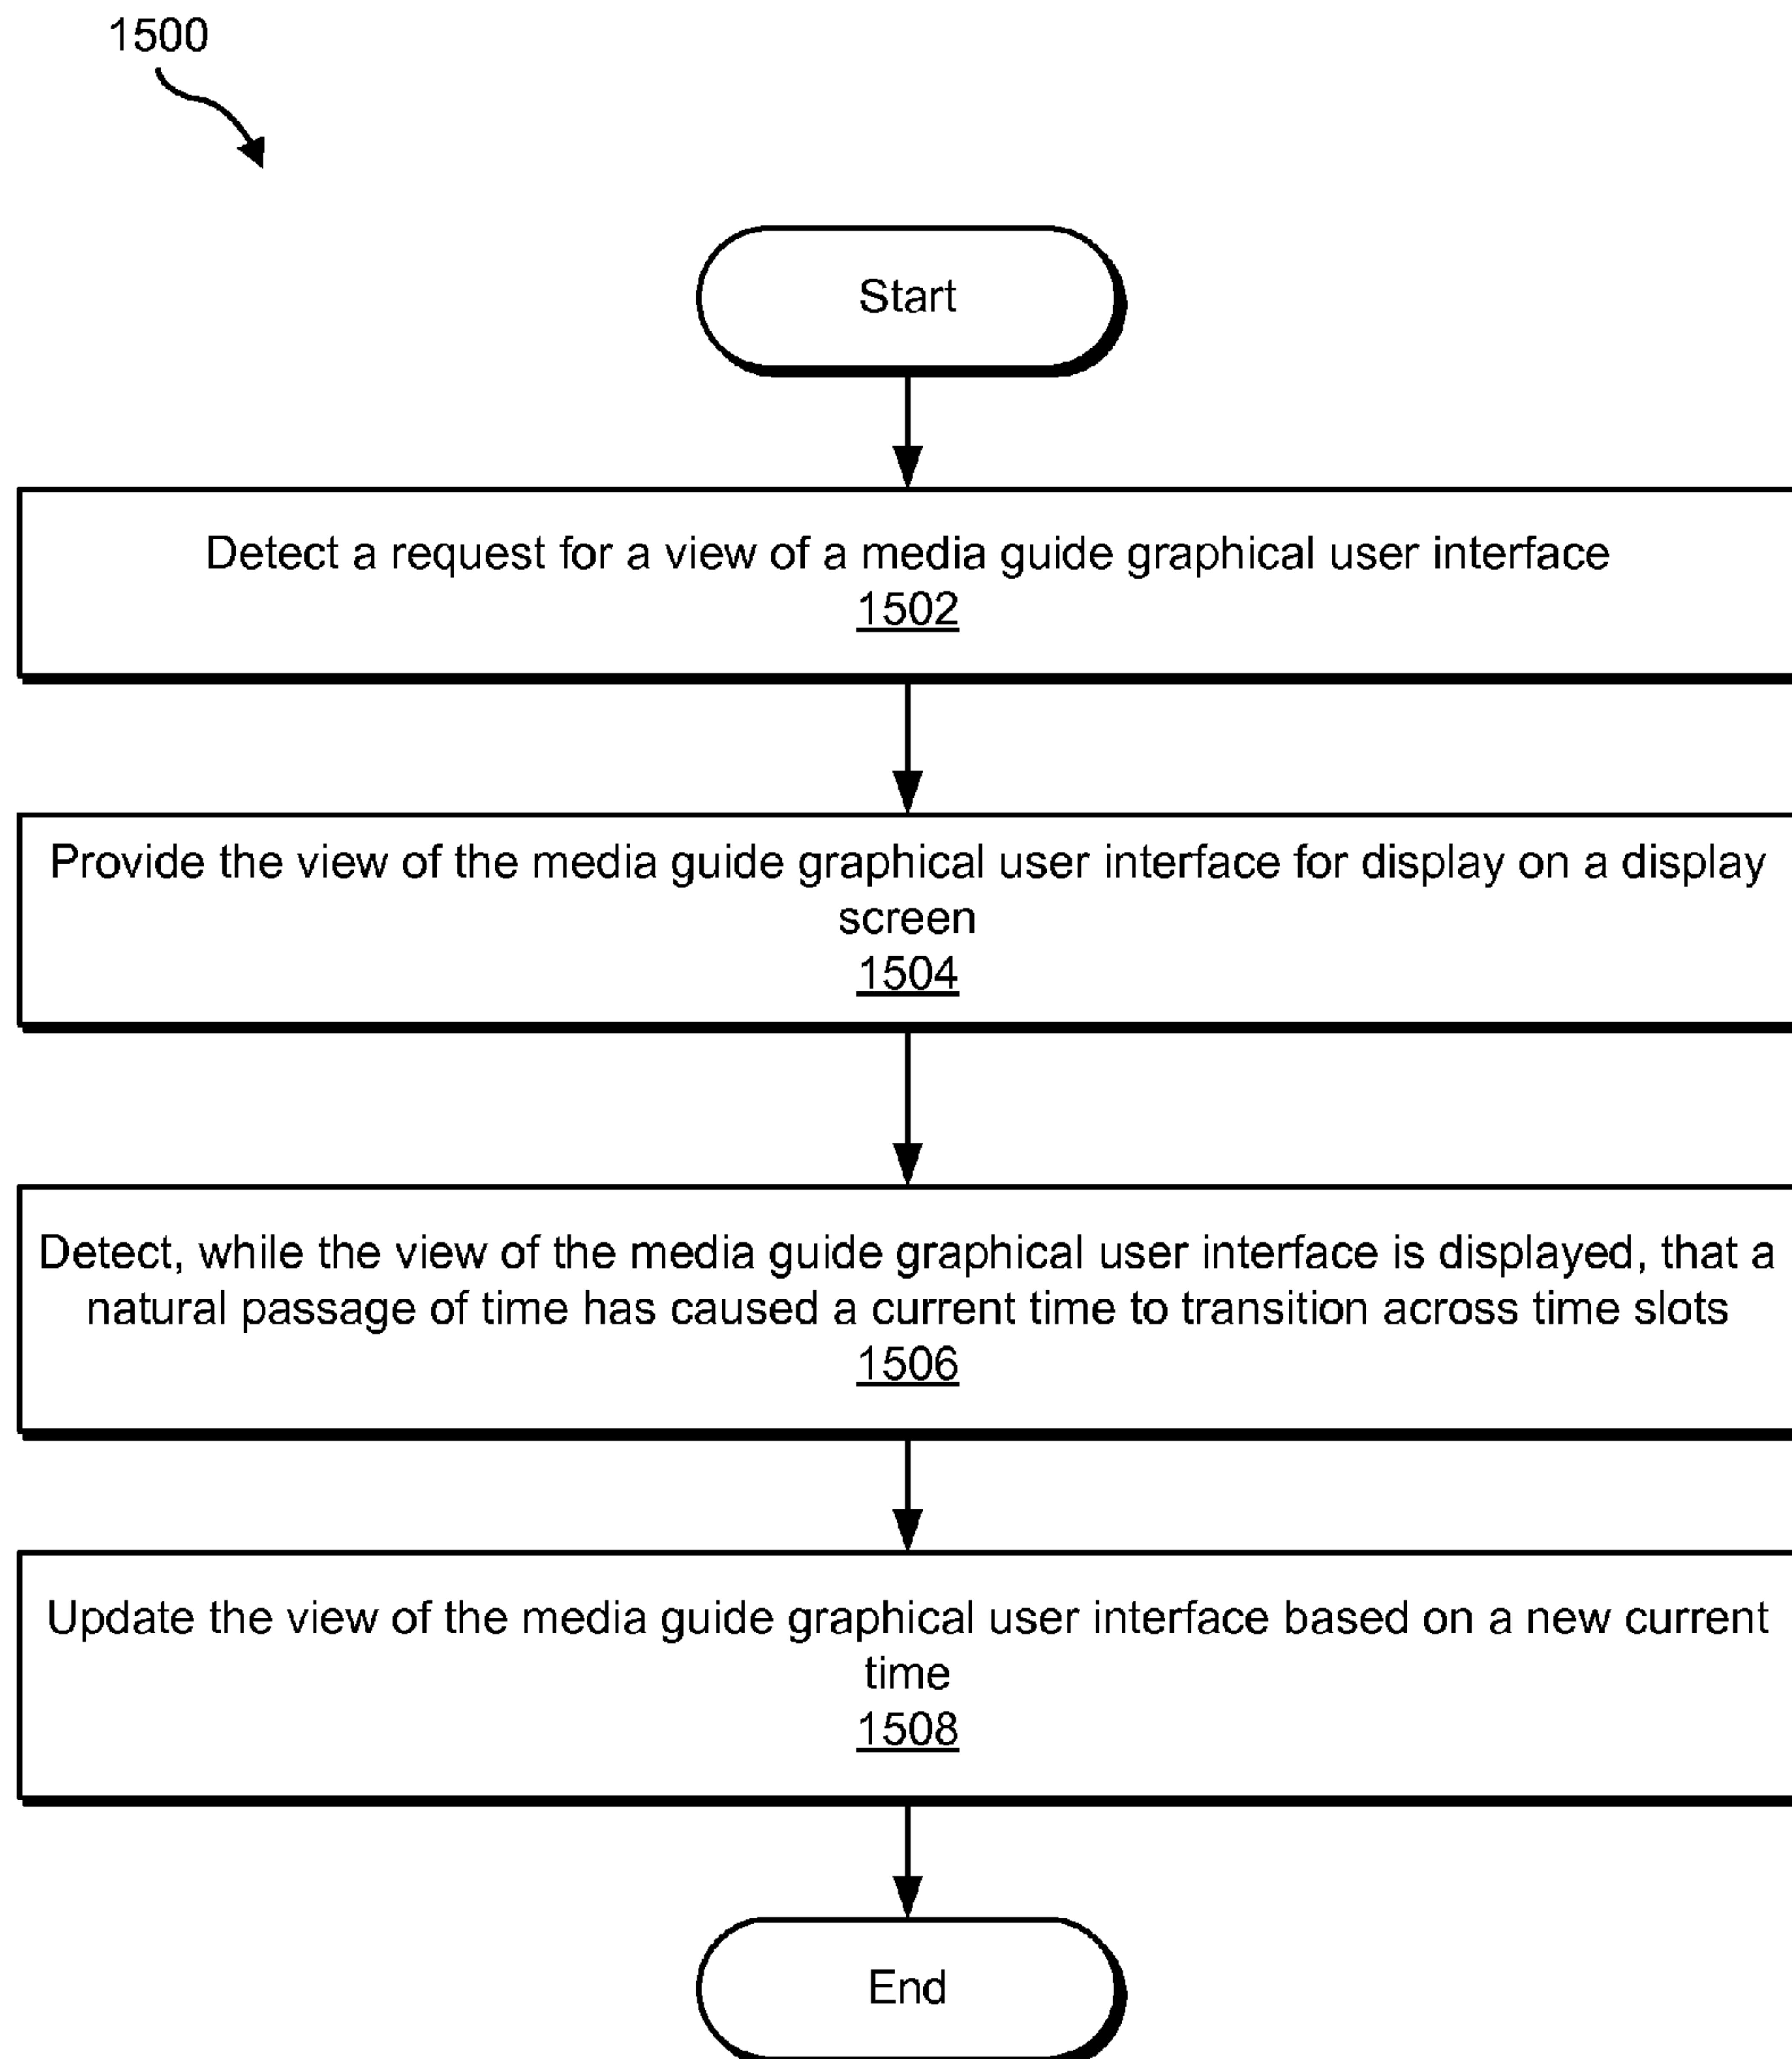 1500
Start
Detect a request for a view of a media guide graphical user interface
1502
Provide the view of the media guide graphical user interface for display on a display
screen
1504
Detect, while the view of the media guide graphical user interface is displayed, that a
natural passage of time has caused a current time to transition across time slots
1506
Update the view of the media guide graphical user interface based on a new current
time
1508
End